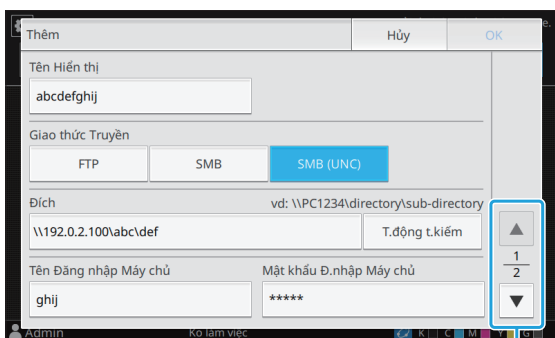 Thêm Hủy OK
Tên Hiển thị
abcdefghij
Giao thức Truyền
FTP SMB SMB (UNC)
Đích vd: \\PC1234\directory\sub-directory
\\192.0.2.100\abc\def T.động t.kiếm
1
2
Tên Đăng nhập Máy chủ Mật khẩu Đ.nhập Máy chủ
ghij *****
Admin Ko làm việc K C M Y G